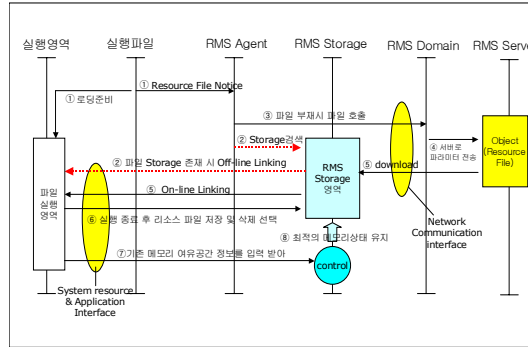 실행영역 실행파일 RMS Agent RMS Storage RMS Domain RMS Serve
① 로딩준비
① Resource File Notice
③ 파일 부재시 파일 호출
② Storage검색
④ 서버로
파라미터 전송
Object
(Resource
File)
② 파일 Storage 존재 시 Off-line Linking
⑤ download
RMS
Storage
영역
⑤ On-line Linking
파일
실행
영역
⑥ 실행 종료 후 리소스 파일 저장 및 삭제 선택
Network
Communication
interface
⑧ 최적의 메모리상태 유지
⑦기존 메모리 여유공간 정보를 입력 받아
control
System resource
& Application
Interface